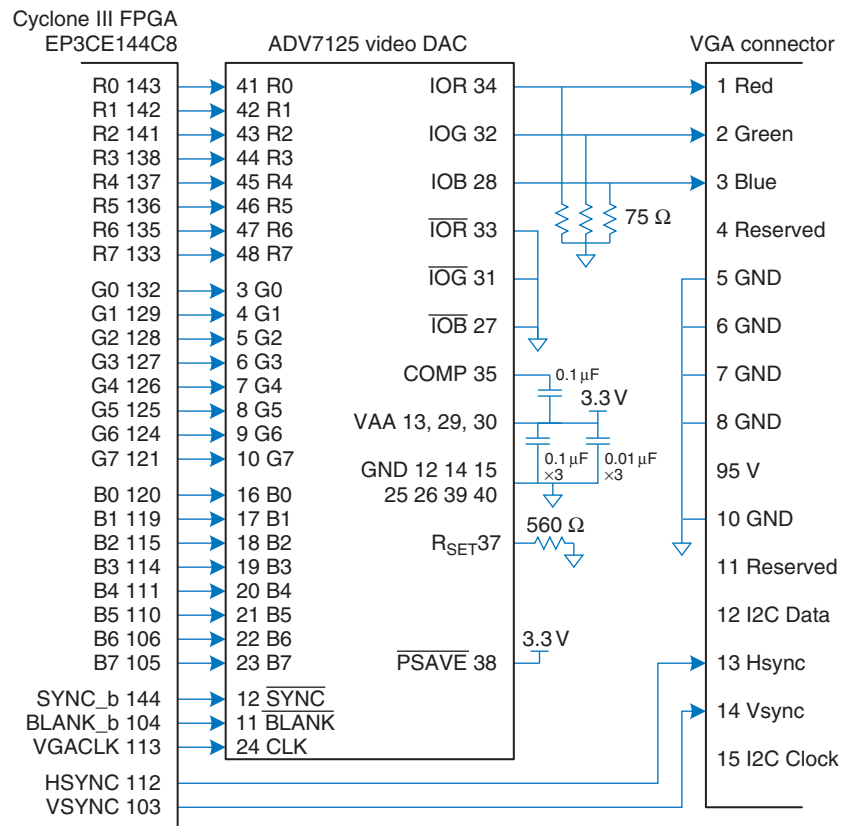 Cyclone III FPGA
EP3CE144C8
ADV7125 video DAC
VGA connector
R0 143
R1 142
R2 141
R3 138
R4 137
R5 136
R6 135
R7 133
G0 132
G1 129
G2 128
G3 127
G4 126
G5 125
G6 124
G7 121
B0 120
B1 119
B2 115
B3 114
B4 111
B5 110
B6 106
B7 105
SYNC_b 144
BLANK_b 104
VGACLK 113
HSYNC 112
VSYNC 103
41 R0
42 R1
43 R2
44 R3
45 R4
46 R5
47 R6
48 R7
3 G0
4 G1
5 G2
6 G3
7 G4
8 G5
9 G6
10 G7
16 B0
17 B1
18 B2
19 B3
20 B4
21 B5
22 B6
23 B7
12 S̅Y̅N̅C̅
11 B̅L̅A̅N̅K̅
24 CLK
IOR 34
IOG 32
IOB 28
I̅O̅R̅ 33
I̅O̅G̅ 31
I̅O̅B̅ 27
COMP 35
VAA 13, 29, 30
GND 12 14 15
25 26 39 40
RSET37
P̅S̅A̅V̅E̅ 38
75 Ω
0.1 µF
3.3 V
0.1 µF
×3
0.01 µF
×3
560 Ω
3.3 V
1 Red
2 Green
3 Blue
4 Reserved
5 GND
6 GND
7 GND
8 GND
95 V
10 GND
11 Reserved
12 I2C Data
13 Hsync
14 Vsync
15 I2C Clock